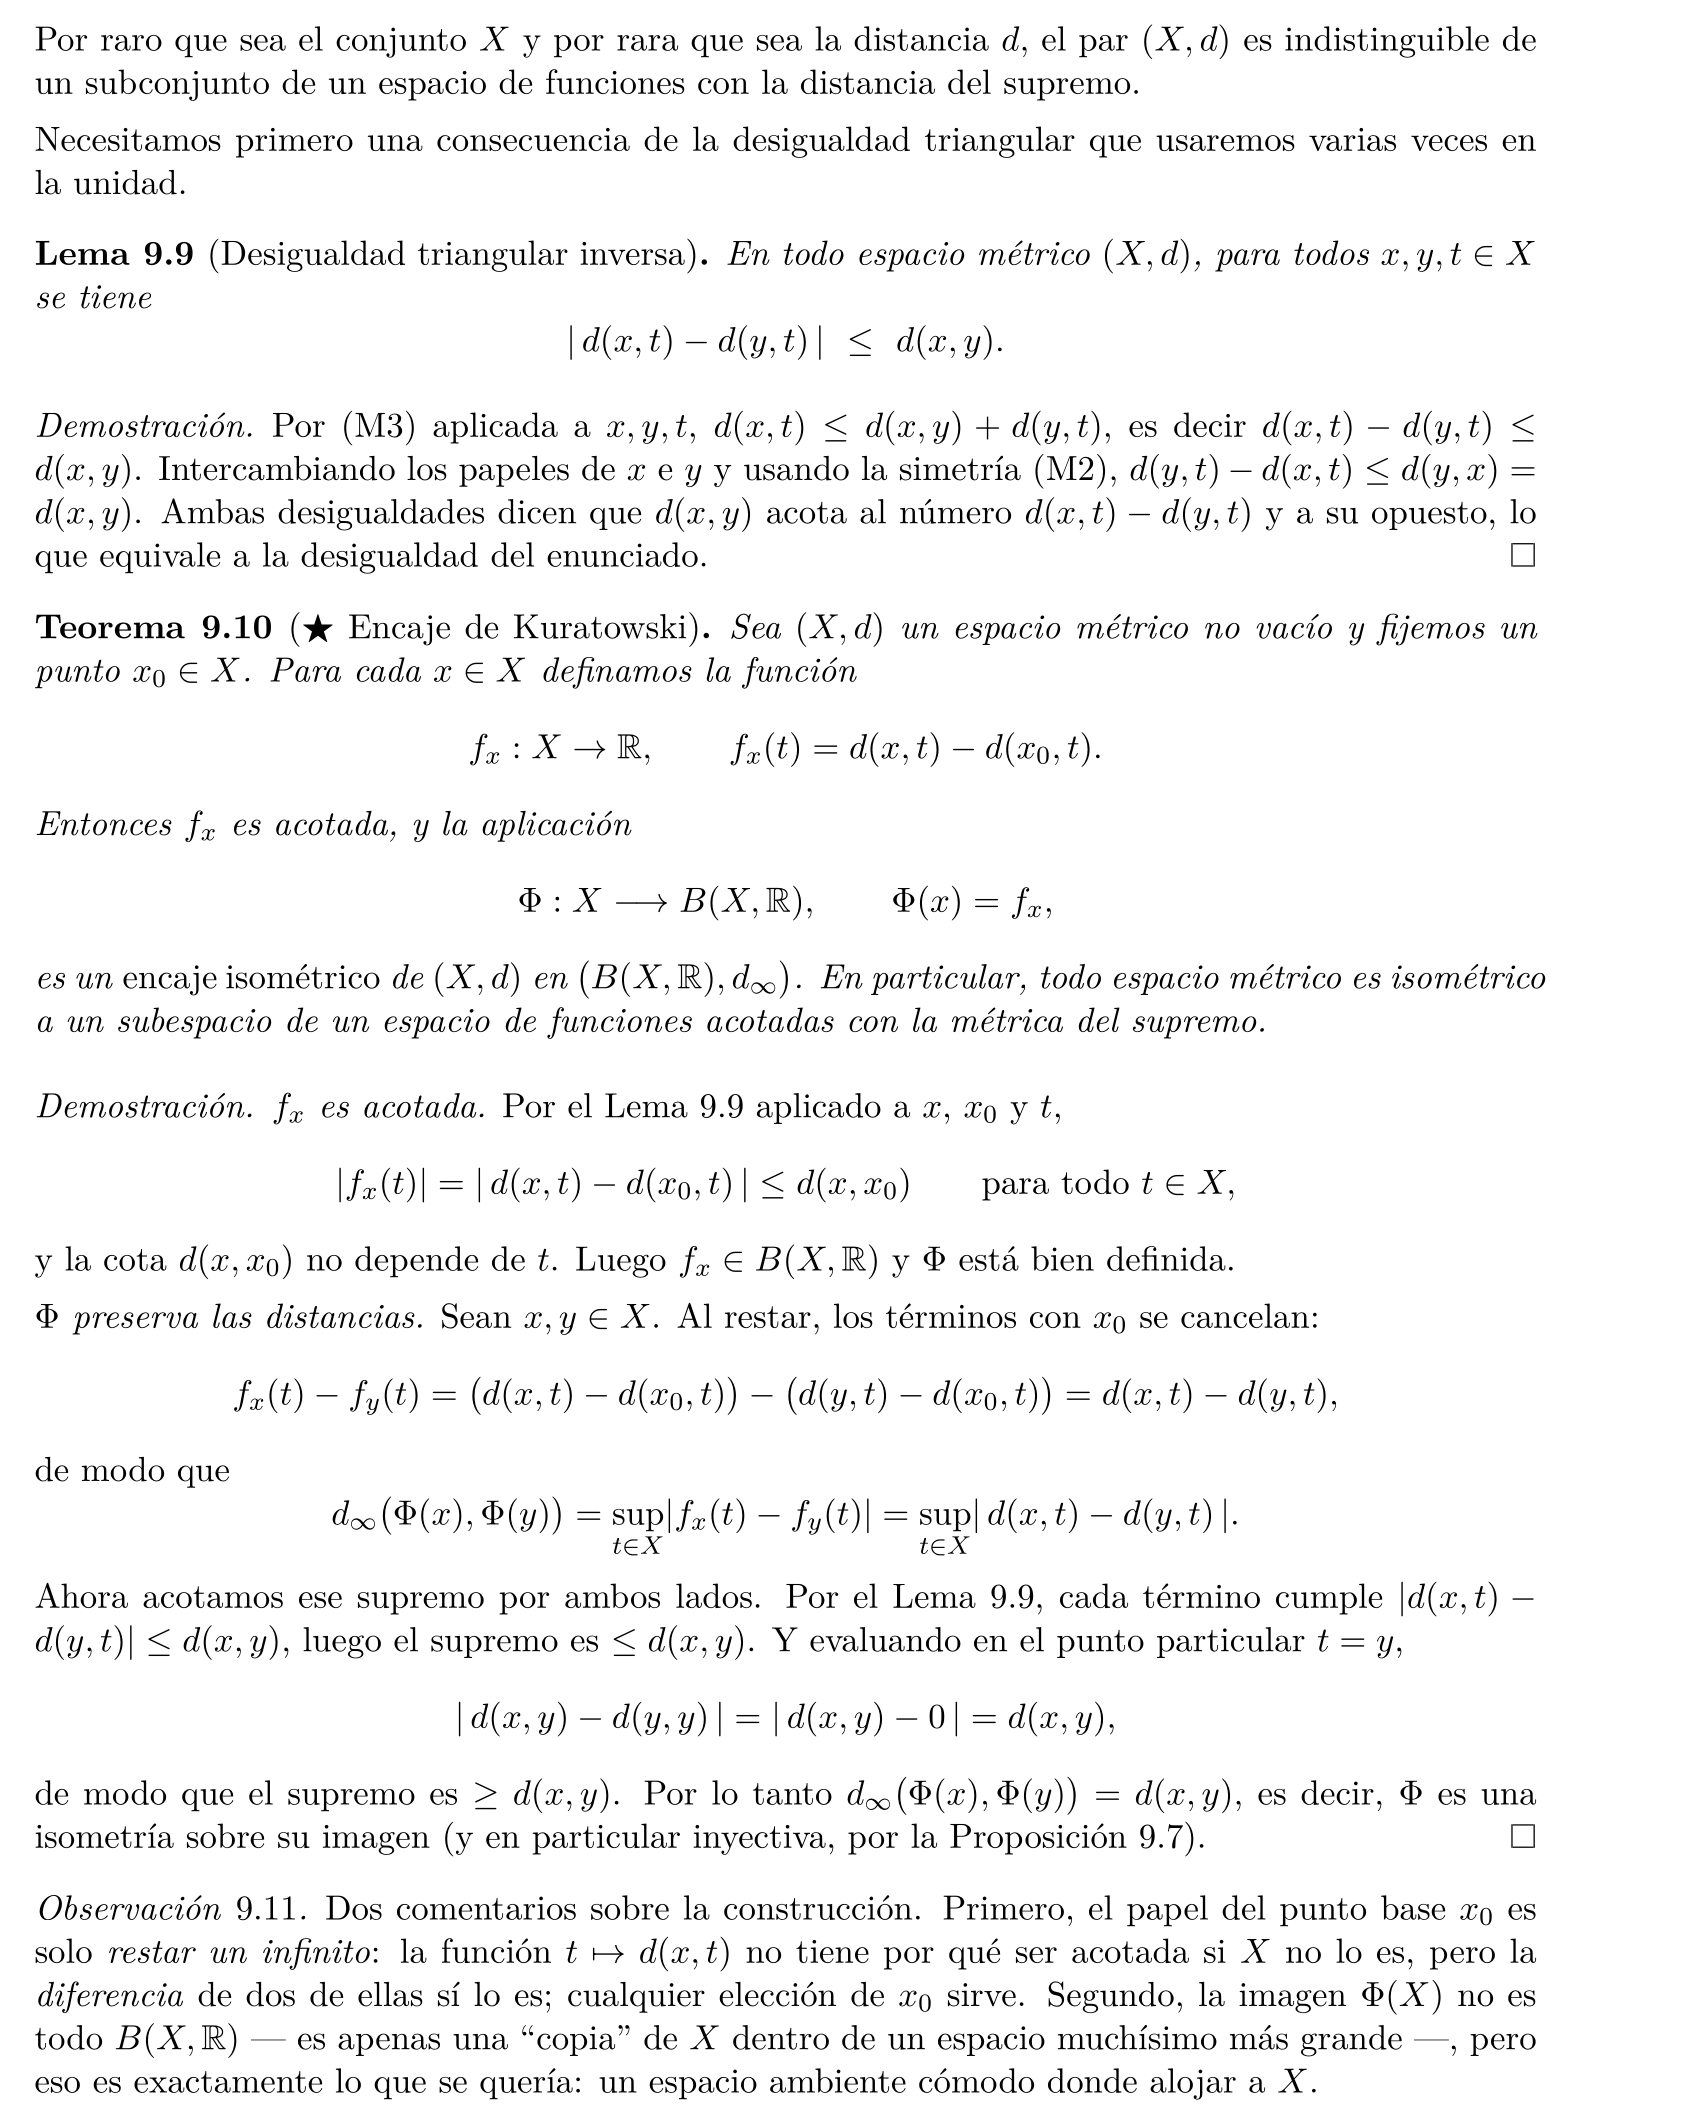 Por raro que sea el conjunto X y por rara que sea la distancia d, el par (X, d) es indistinguible de
un subconjunto de un espacio de funciones con la distancia del supremo.
Necesitamos primero una consecuencia de la desigualdad triangular que usaremos varias veces en
la unidad.
Lema 9.9 (Desigualdad triangular inversa). En todo espacio métrico (X, d), para todos x, y, t ∈ X
se tiene
| d(x, t) − d(y, t) | ≤ d(x, y).
Demostración. Por (M3) aplicada a x, y, t, d(x, t) ≤ d(x, y) + d(y, t), es decir d(x, t) − d(y, t) ≤
d(x, y). Intercambiando los papeles de x e y y usando la simetría (M2), d(y, t) − d(x, t) ≤ d(y, x) =
d(x, y). Ambas desigualdades dicen que d(x, y) acota al número d(x, t) − d(y, t) y a su opuesto, lo
que equivale a la desigualdad del enunciado. □
Teorema 9.10 (★ Encaje de Kuratowski). Sea (X, d) un espacio métrico no vacío y fijemos un
punto x₀ ∈ X. Para cada x ∈ X definamos la función
fₓ : X → ℝ, fₓ(t) = d(x, t) − d(x₀, t).
Entonces fₓ es acotada, y la aplicación
Φ : X ⟶ B(X, ℝ), Φ(x) = fₓ,
es un encaje isométrico de (X, d) en (B(X, ℝ), d_∞). En particular, todo espacio métrico es isométrico
a un subespacio de un espacio de funciones acotadas con la métrica del supremo.
Demostración. fₓ es acotada. Por el Lema 9.9 aplicado a x, x₀ y t,
|fₓ(t)| = | d(x, t) − d(x₀, t) | ≤ d(x, x₀) para todo t ∈ X,
y la cota d(x, x₀) no depende de t. Luego fₓ ∈ B(X, ℝ) y Φ está bien definida.
Φ preserva las distancias. Sean x, y ∈ X. Al restar, los términos con x₀ se cancelan:
fₓ(t) − f_y(t) = (d(x, t) − d(x₀, t)) − (d(y, t) − d(x₀, t)) = d(x, t) − d(y, t),
de modo que
d_∞(Φ(x), Φ(y)) = sup_{t∈X} |fₓ(t) − f_y(t)| = sup_{t∈X} | d(x, t) − d(y, t) |.
Ahora acotamos ese supremo por ambos lados. Por el Lema 9.9, cada término cumple |d(x, t) −
d(y, t)| ≤ d(x, y), luego el supremo es ≤ d(x, y). Y evaluando en el punto particular t = y,
| d(x, y) − d(y, y) | = | d(x, y) − 0 | = d(x, y),
de modo que el supremo es ≥ d(x, y). Por lo tanto d_∞(Φ(x), Φ(y)) = d(x, y), es decir, Φ es una
isometría sobre su imagen (y en particular inyectiva, por la Proposición 9.7). □
Observación 9.11. Dos comentarios sobre la construcción. Primero, el papel del punto base x₀ es
solo restar un infinito: la función t ↦ d(x, t) no tiene por qué ser acotada si X no lo es, pero la
diferencia de dos de ellas sí lo es; cualquier elección de x₀ sirve. Segundo, la imagen Φ(X) no es
todo B(X, ℝ) — es apenas una “copia” de X dentro de un espacio muchísimo más grande —, pero
eso es exactamente lo que se quería: un espacio ambiente cómodo donde alojar a X.